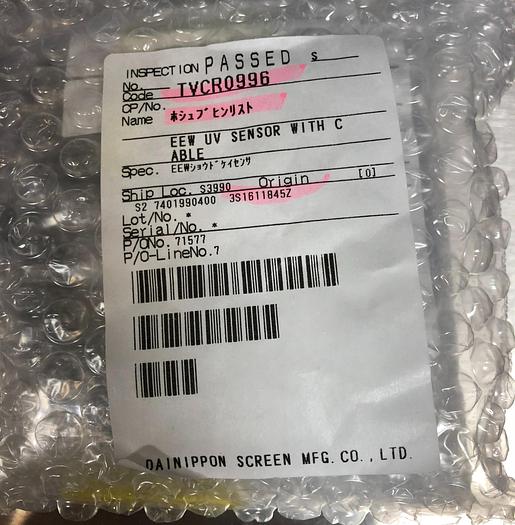 INSPECTION PASSED S
No.
Code TVCR0996
CP/No.
Name ホシュブヒンリスト
EEW UV SENSOR WITH C
ABLE
Spec. EEWショウドケイセンサ
Ship Loc. S3990 Origin [0]
S2 7401990400 3S1611845Z
Lot/No. *
Serial/No. *
P/ONo. 71577
P/O-LineNo. 7
DAINIPPON SCREEN MFG. CO., LTD.